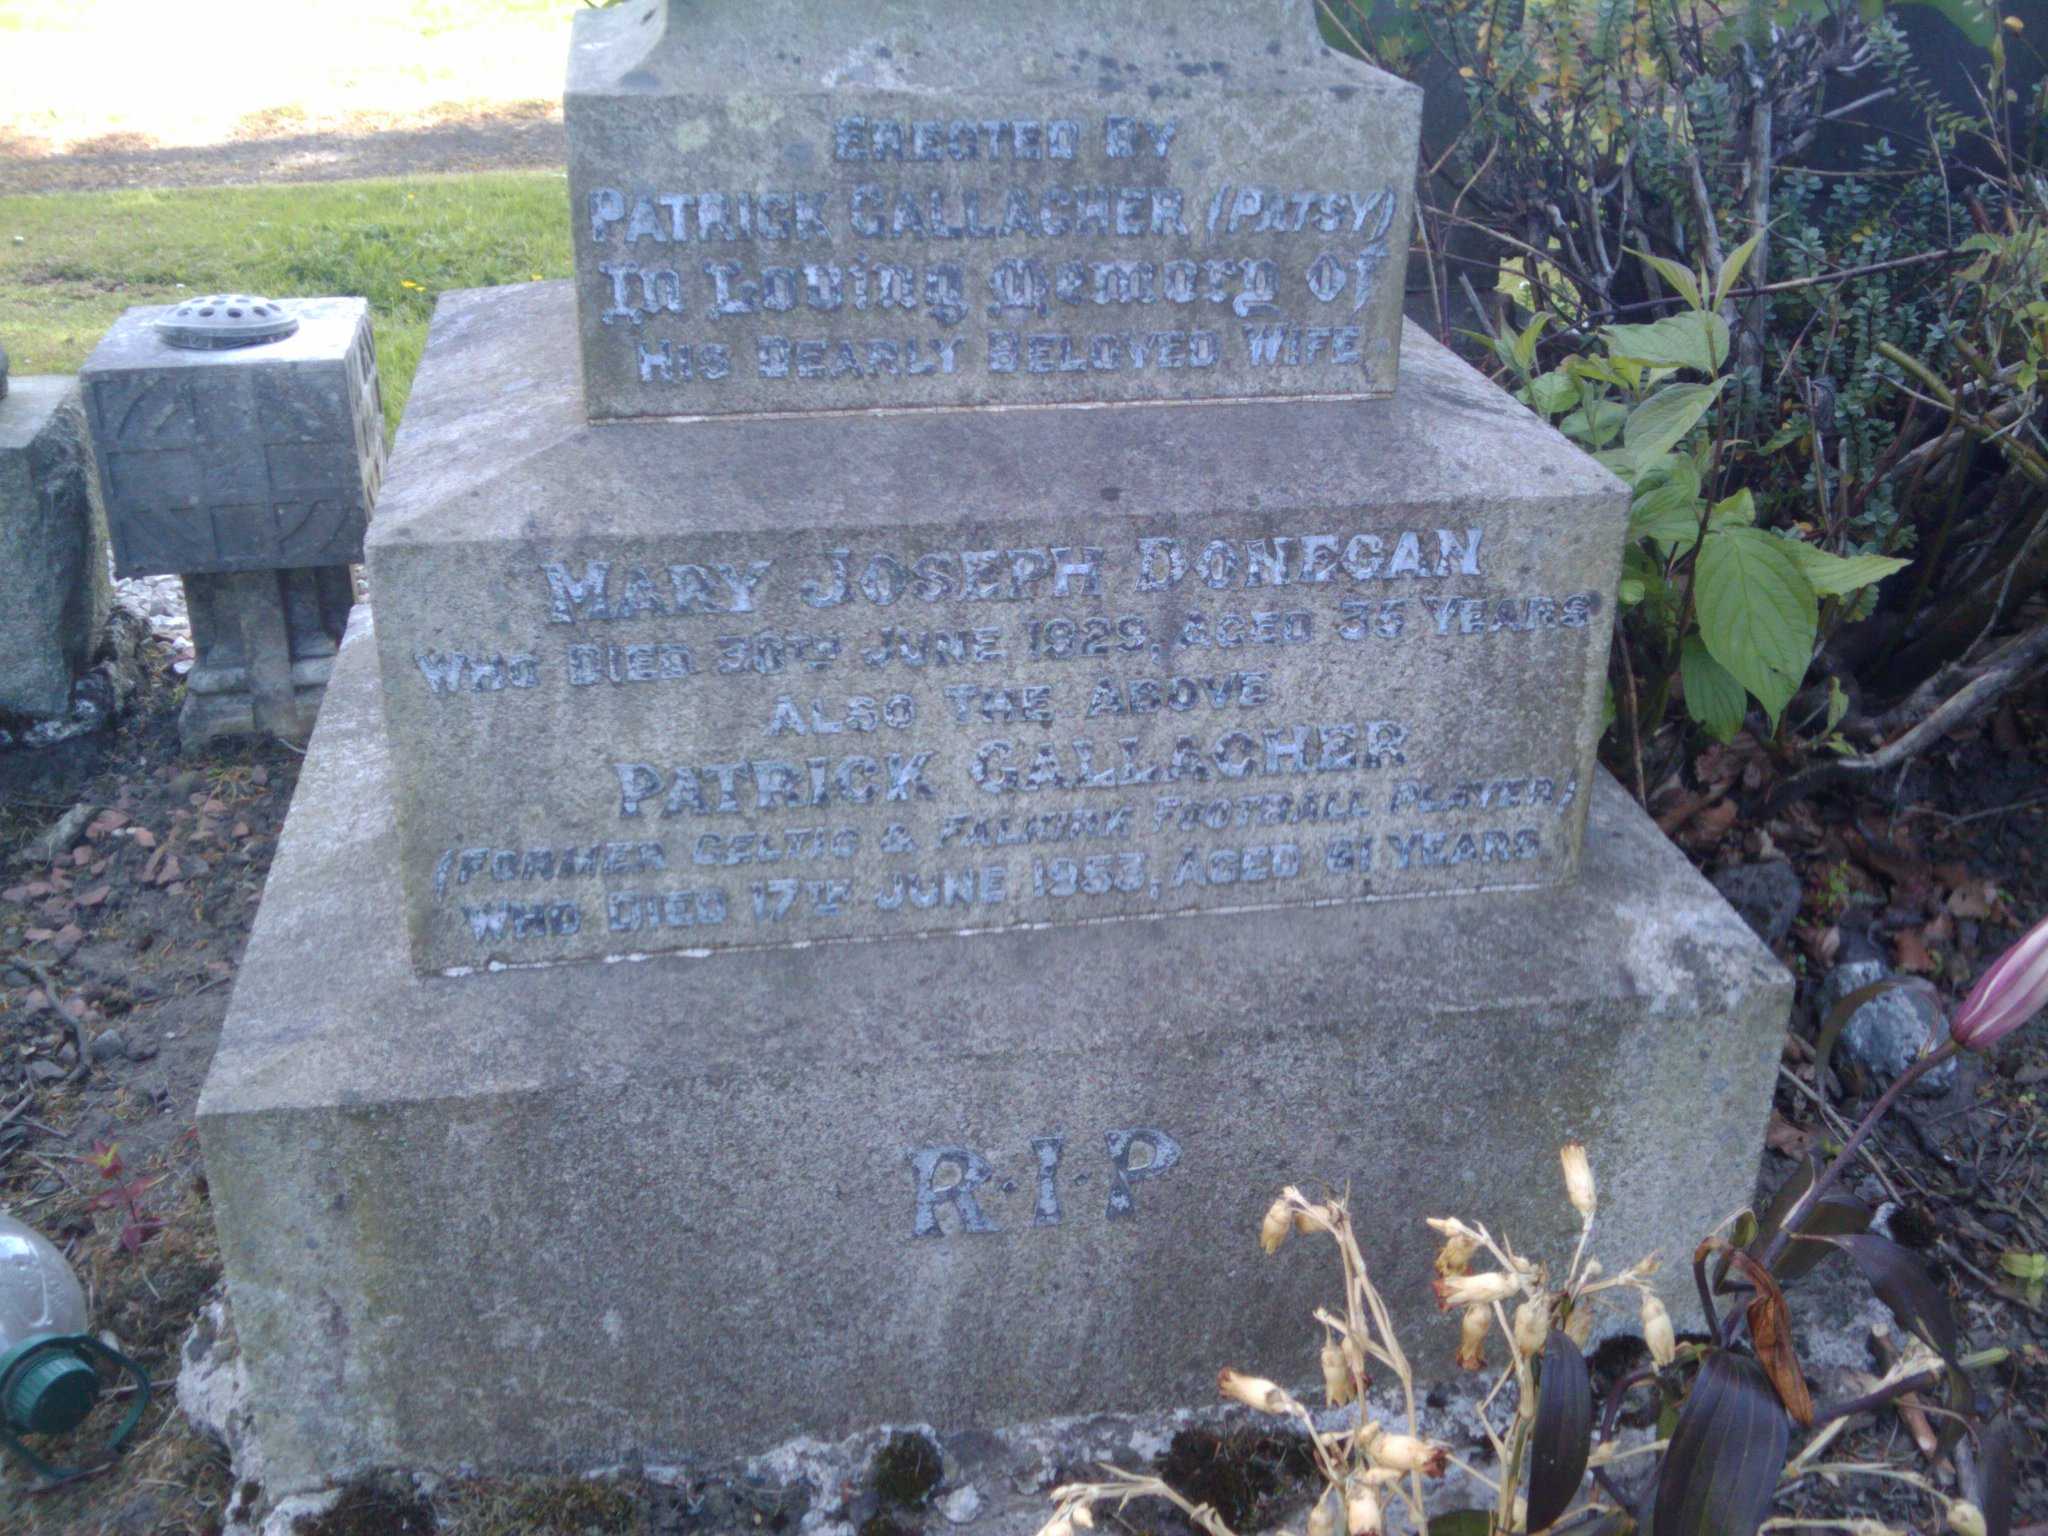 ERECTED BY
PATRICK GALLACHER (PATSY)
In Loving Memory Of
HIS DEARLY BELOVED WIFE
MARY JOSEPH DONEGAN
WHO DIED 30TH JUNE 1929, AGED 35 YEARS
ALSO THE ABOVE
PATRICK GALLACHER
(FORMER CELTIC & FALKIRK FOOTBALL PLAYER)
WHO DIED 17TH JUNE 1953, AGED 61 YEARS
R·I·P